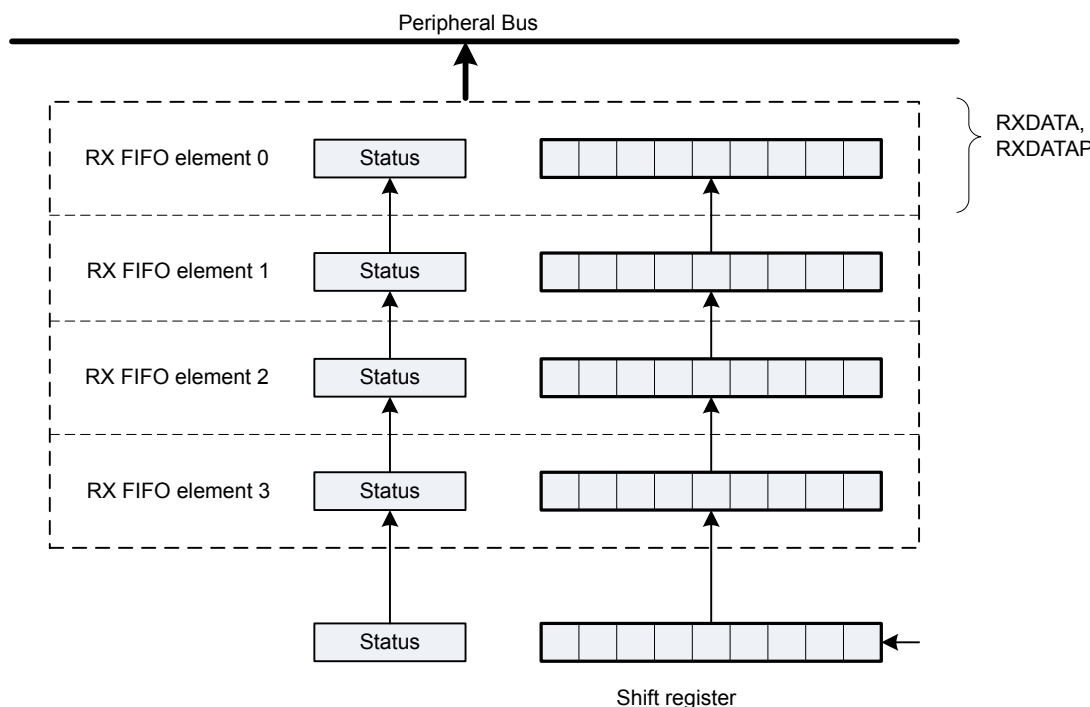 Peripheral Bus
RX FIFO element 0
Status
RXDATA,
RXDATAP
RX FIFO element 1
Status
RX FIFO element 2
Status
RX FIFO element 3
Status
Status
Shift register